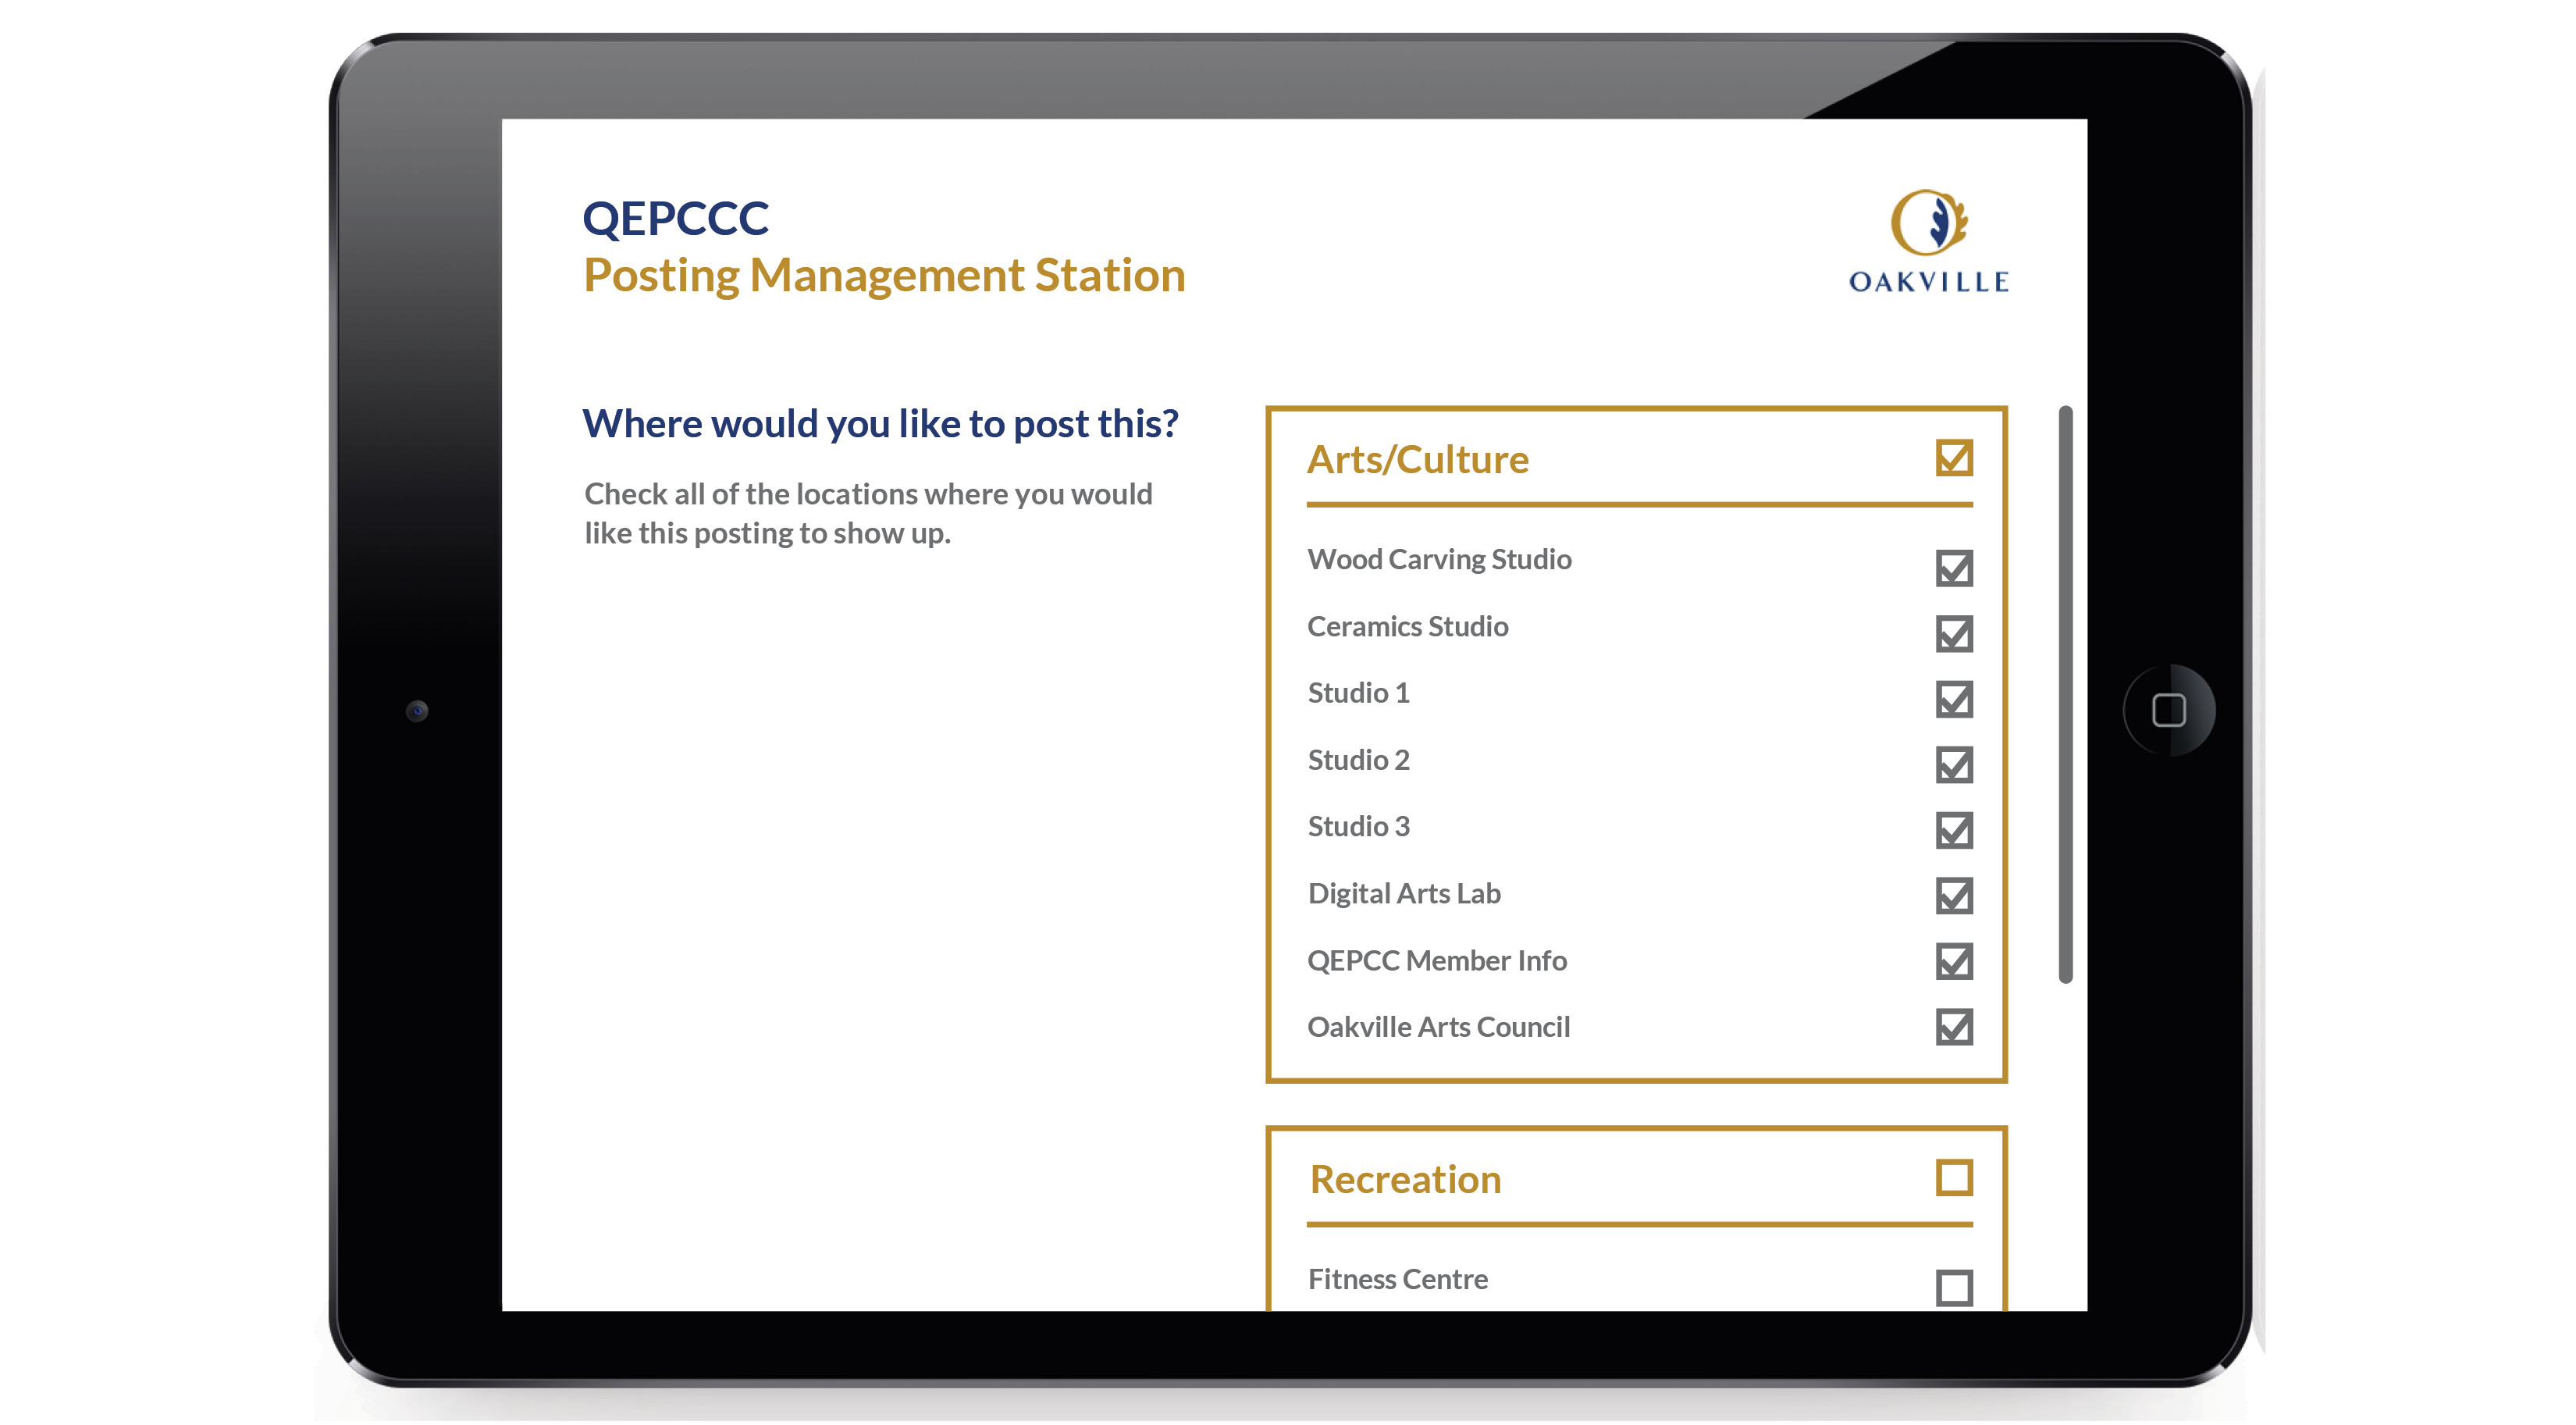 QEPCCC
Posting Management Station
OAKVILLE
Where would you like to post this?
Check all of the locations where you would
like this posting to show up.
Arts/Culture
Wood Carving Studio
Ceramics Studio
Studio 1
Studio 2
Studio 3
Digital Arts Lab
QEPCC Member Info
Oakville Arts Council
Recreation
Fitness Centre